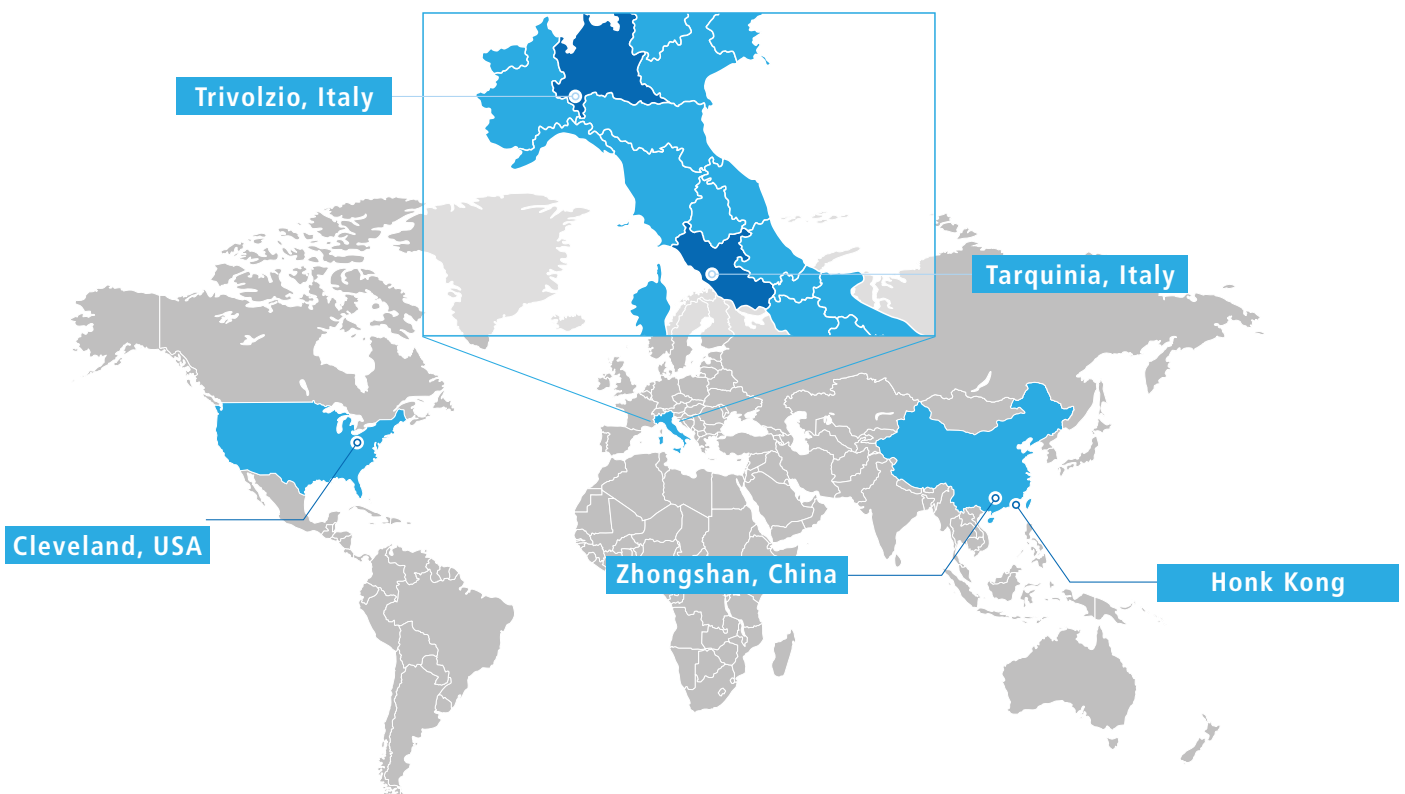 Trivolzio, Italy
Tarquinia, Italy
Cleveland, USA
Zhongshan, China
Honk Kong